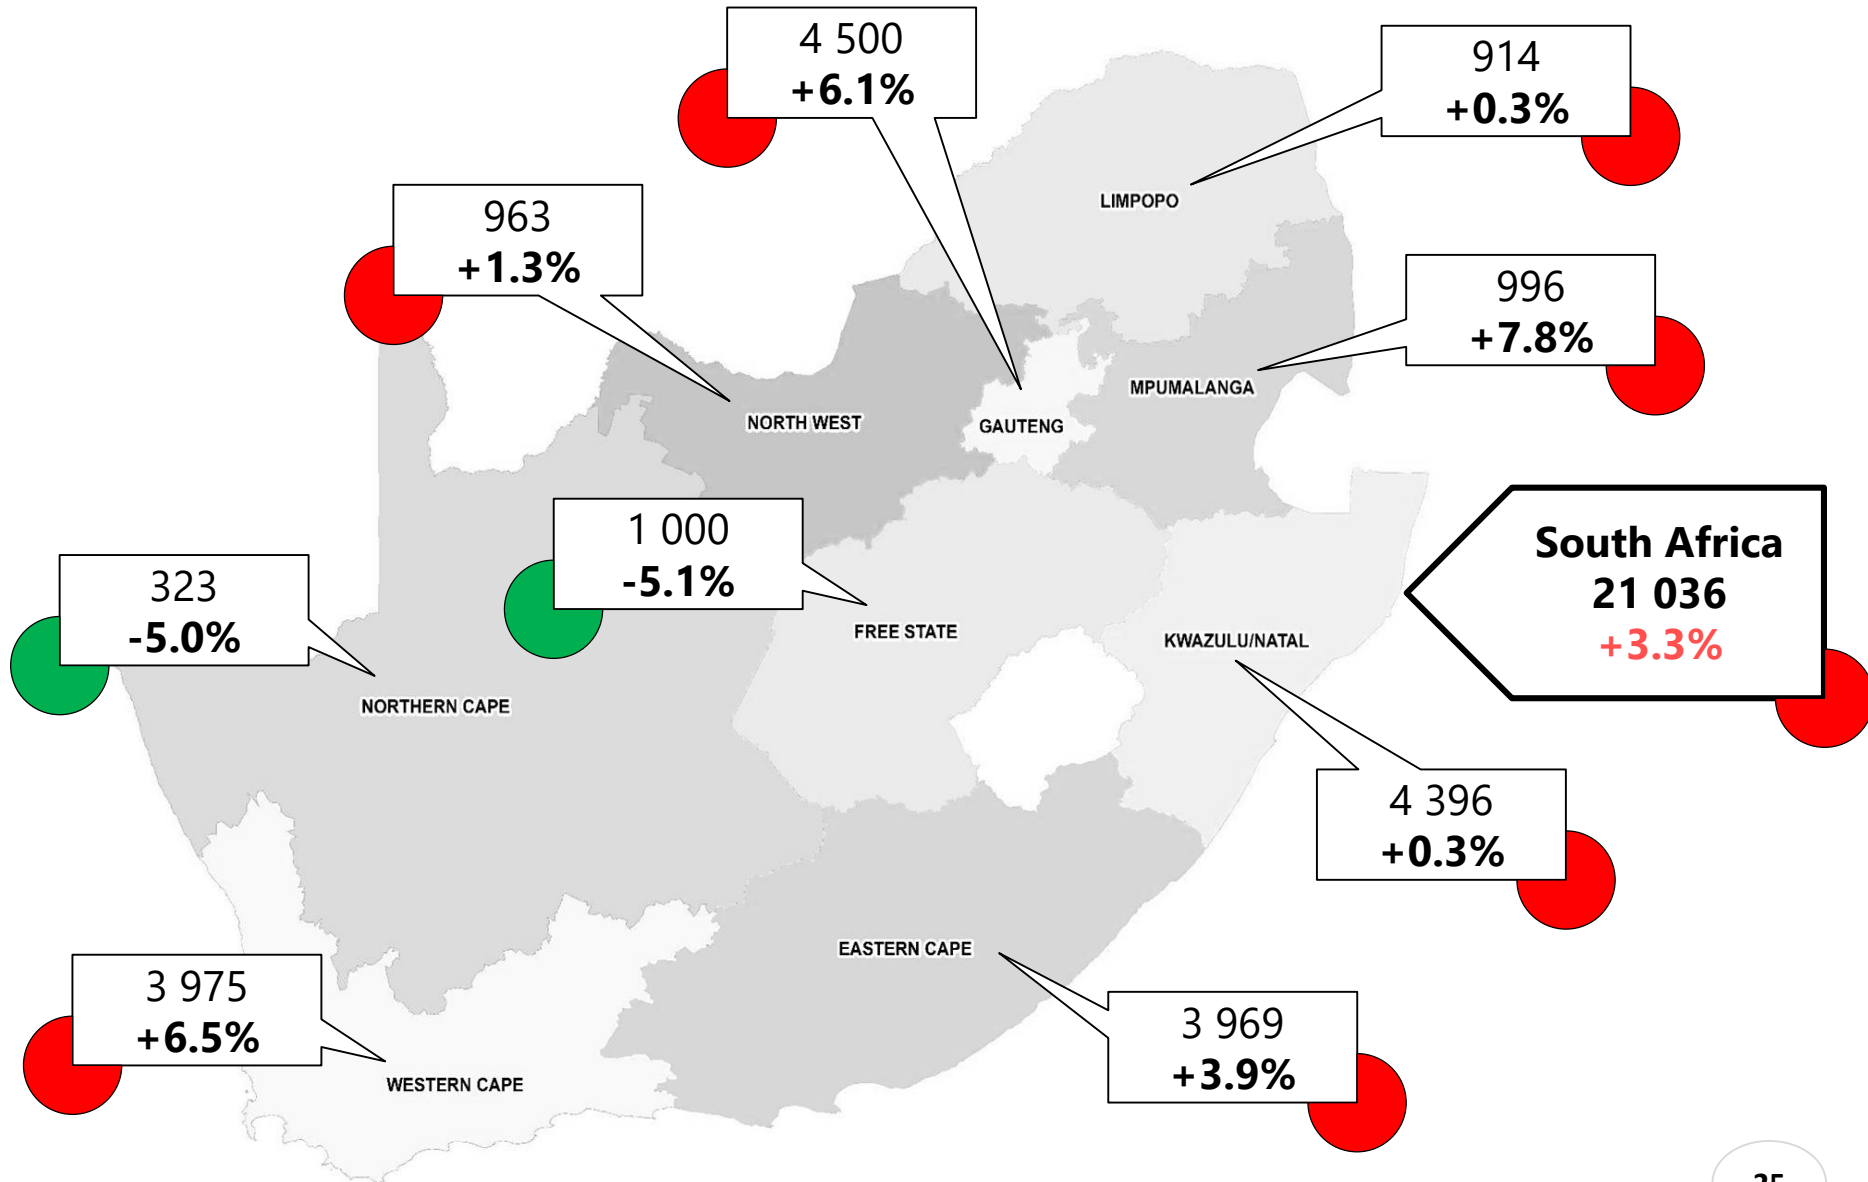 4 500
+6.1%
914
+0.3%
LIMPOPO
963
+1.3%
996
+7.8%
MPUMALANGA
NORTH WEST
GAUTENG
1 000
-5.1%
South Africa
21 036
+3.3%
323
-5.0%
FREE STATE
KWAZULU/NATAL
NORTHERN CAPE
4 396
+0.3%
EASTERN CAPE
3 975
+6.5%
3 969
+3.9%
WESTERN CAPE